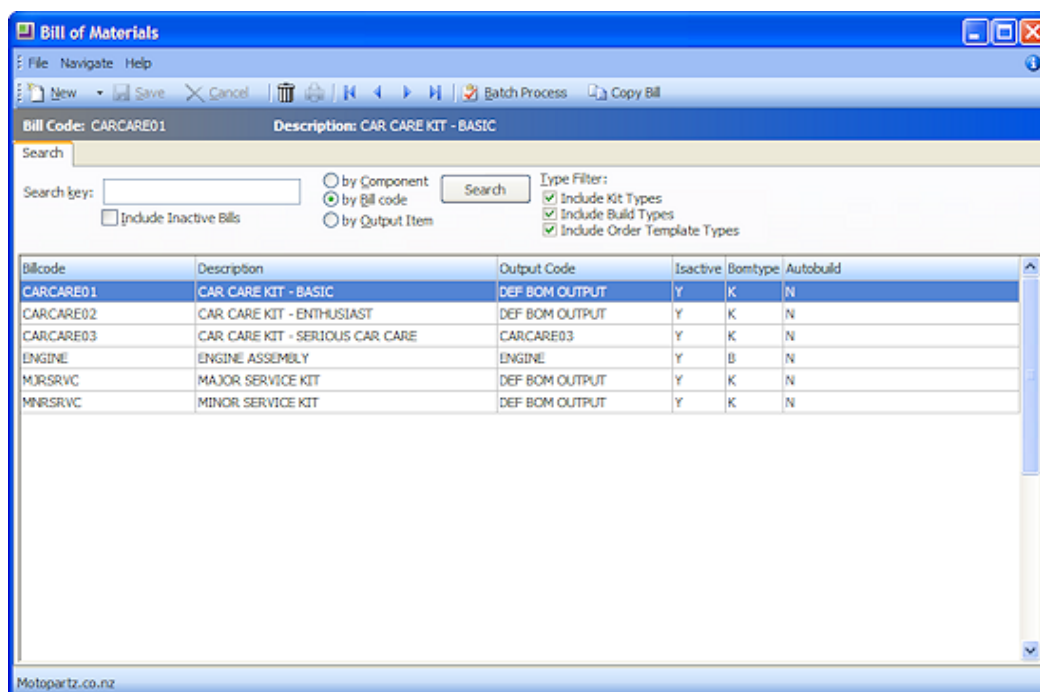 Bill of Materials
File Navigate Help
New Save Cancel Batch Process Copy Bill
Bill Code: CARCARE01 Description: CAR CARE KIT - BASIC
Search
Search key:
Include Inactive Bills
by Component
by Bill code
by Output Item
Search
Type Filter:
Include Kit Types
Include Build Types
Include Order Template Types
Billcode Description Output Code Isactive Bomtype Autobuild
CARCARE01 CAR CARE KIT - BASIC DEF BOM OUTPUT Y K N
CARCARE02 CAR CARE KIT - ENTHUSIAST DEF BOM OUTPUT Y K N
CARCARE03 CAR CARE KIT - SERIOUS CAR CARE CARCARE03 Y K N
ENGINE ENGINE ASSEMBLY ENGINE Y B N
MJRSRVC MAJOR SERVICE KIT DEF BOM OUTPUT Y K N
MNRSRVC MINOR SERVICE KIT DEF BOM OUTPUT Y K N
Motopartz.co.nz